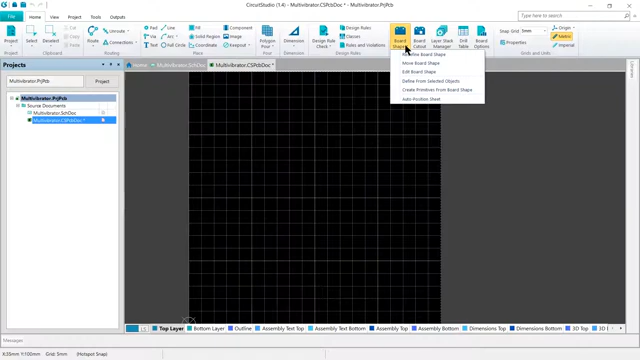 CircuitStudio (1.4) - Multivibrator.CSPcbDoc * - Multivibrator.PrjPcb
File Home View Project Tools Outputs
Type here to search
Project Select Deselect Route Unroute Connections
Pad Line Fill Component
Via Arc Solid Region Image
Text Full Circle Coordinate Keepout
Polygon Pour Dimension Design Rule Check
Design Rules
Classes
Rules and Violations
Board Shape Board Cutout Layer Stack Manager Drill Table Board Options
Snap Grid: 5mm Origin
Metric
Properties
Project Clipboard Routing Place Design Rules Board Grids and Units
Projects
Home Multivibrator.SchDoc Multivibrator.CSPcbDoc *
Board Shape
Move Board Shape
Edit Board Shape
Define From Selected Objects
Create Primitives From Board Shape
Auto Position Sheet
Multivibrator.PrjPcb Project
Multivibrator.PrjPcb
Source Documents
Multivibrator.SchDoc
Multivibrator.CSPcbDoc *
Libraries
LS Top Layer Bottom Layer Outline Assembly Text Top Assembly Text Bottom Assembly Top Assembly Bottom Dimensions Top Dimensions Bottom 3D Top 3D
Messages
X:30mm Y:100mm Grid: 5mm (Hotspot Snap)